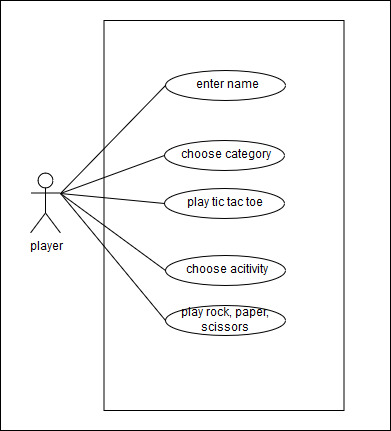 enter name
choose category
play tic tac toe
player
choose acitivity
play rock, paper,
scissors